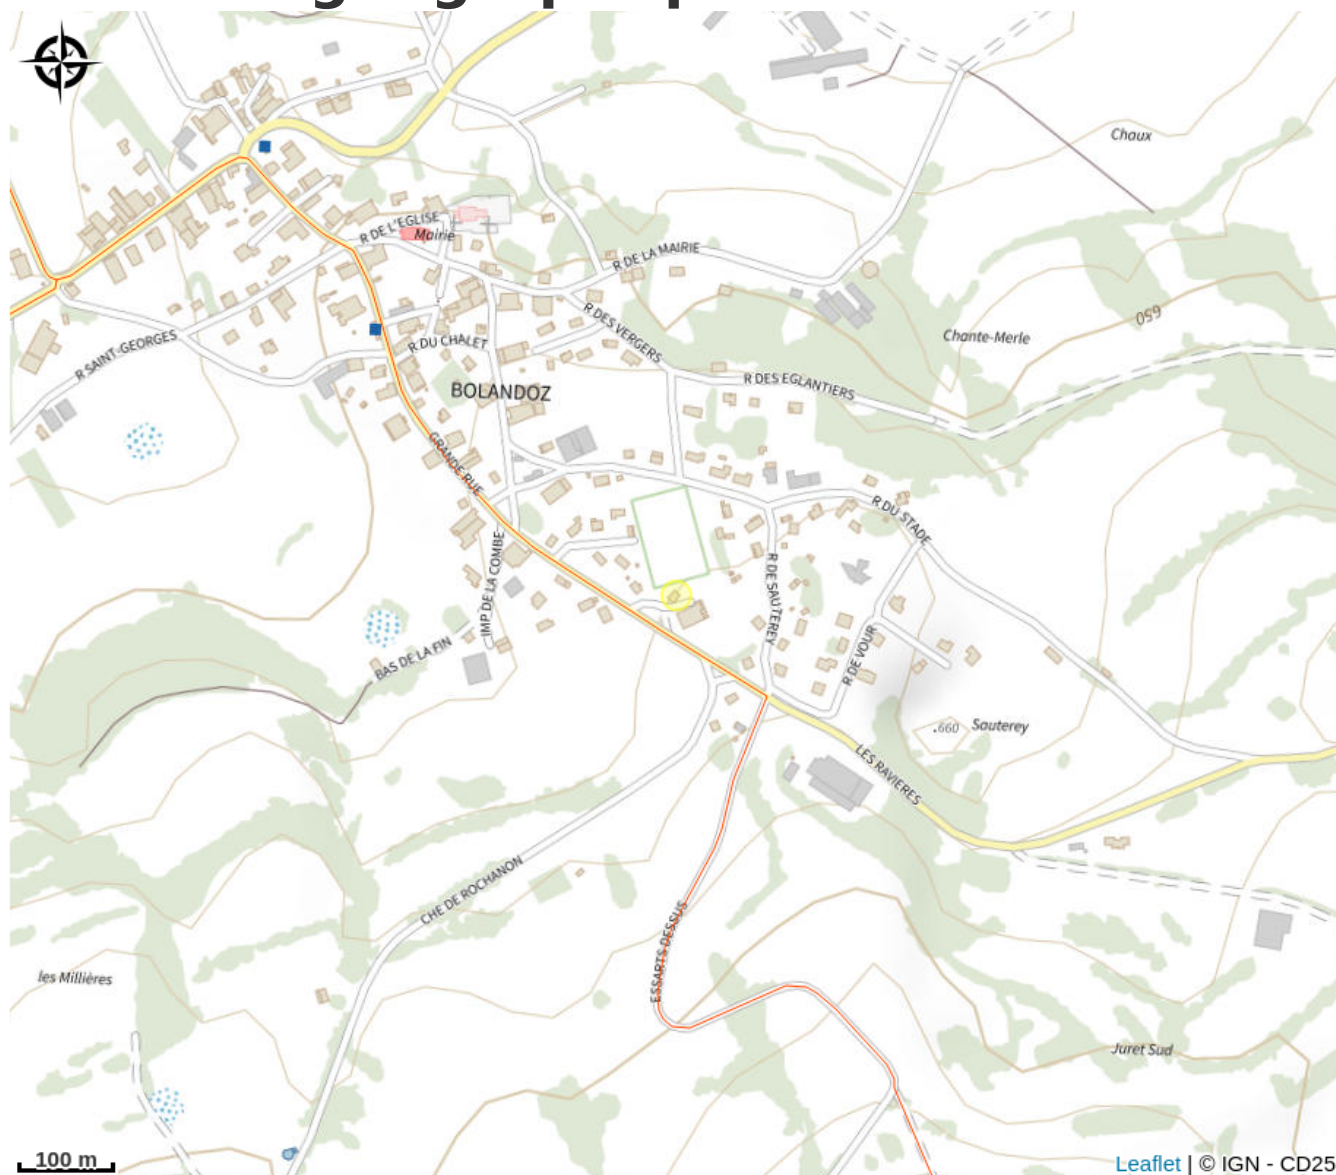 Chaux
R DE L'EGLISE
Mairie
R DE LA MAIRIE
650
R DES VERGERS
Chante-Merle
R SAINT-GEORGES
R DU CHALET
R DES EGLANTIERS
BOLANDOZ
GRANDE RUE
R DU STADE
IMP DE LA COMBE
R DE SAUTEREY
BAS DE LA FIN
R DE VOUR
.660
Sauterey
LES RAVIERES
CHE DE ROCHANON
ESSARTS DESSUS
les Millières
Juret Sud
100 m
Leaflet | © IGN - CD25